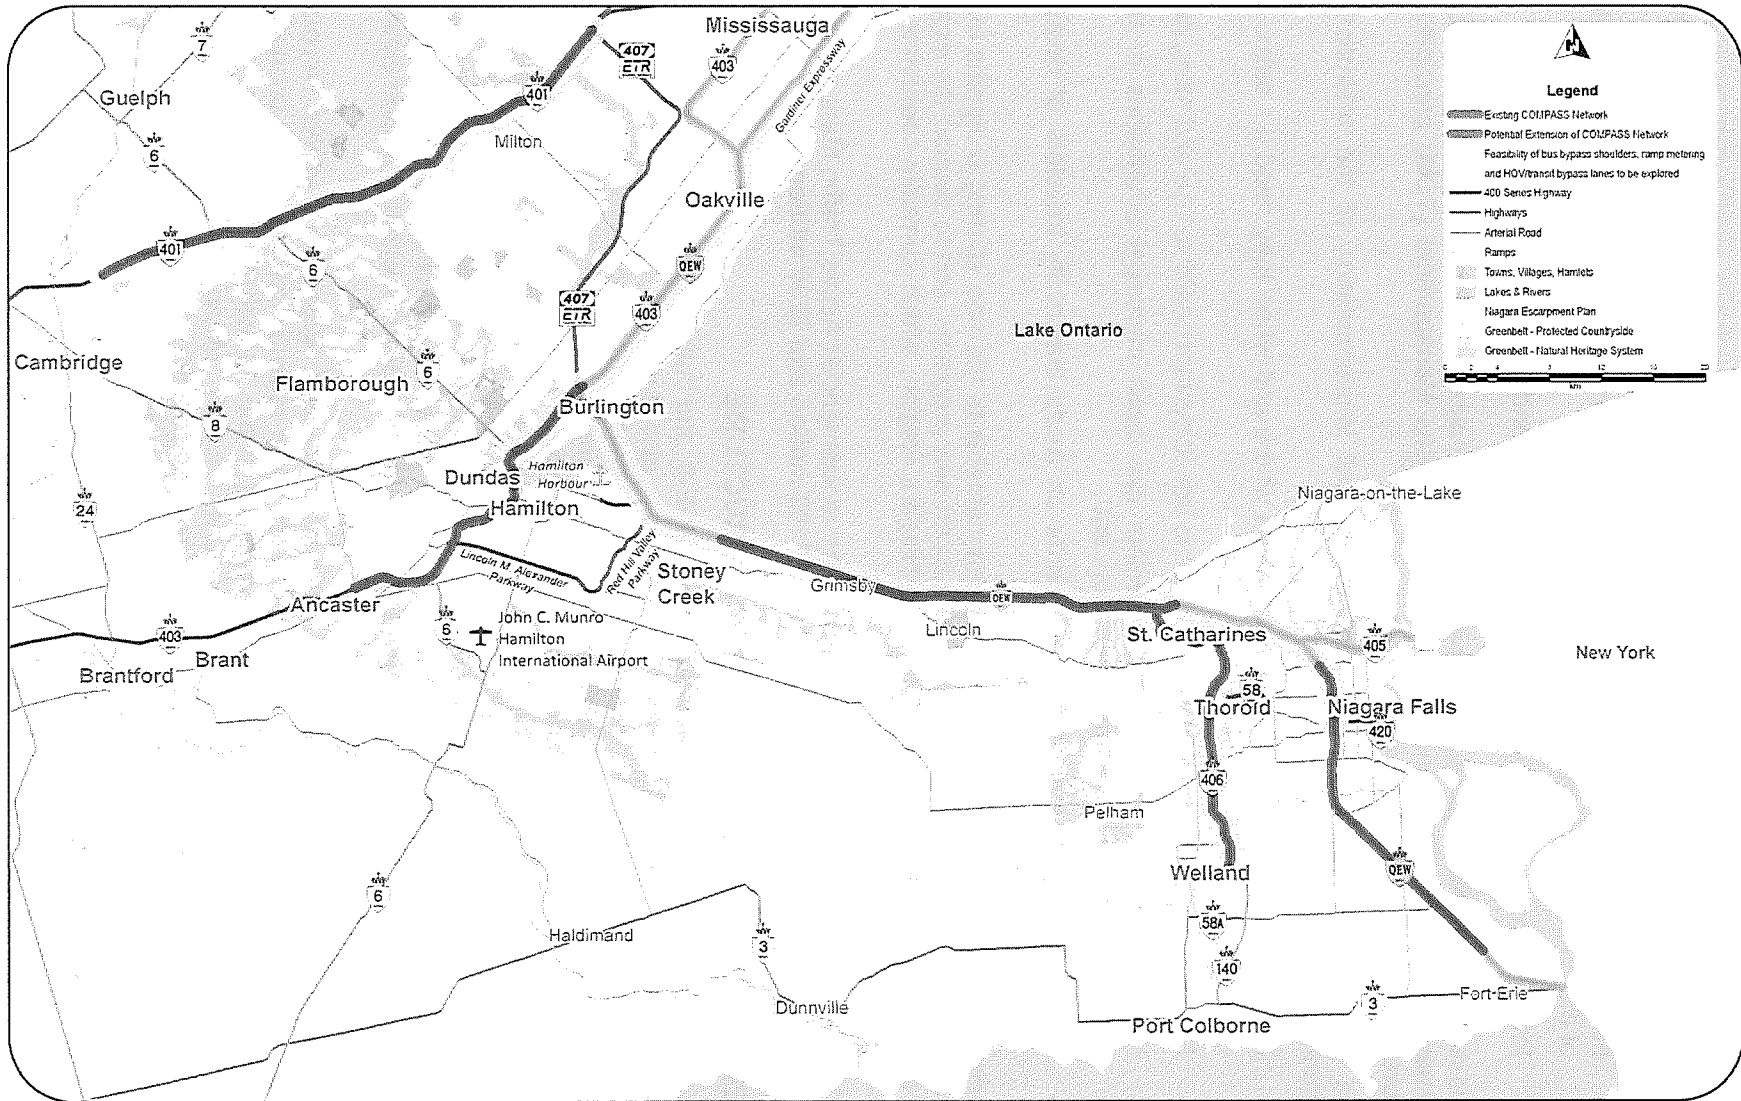 Mississauga
407
ETR
403
7
Gardiner Expressway
401
Guelph
Milton
6
Oakville
401
6
QEW
407
ETR
403
Lake Ontario
Cambridge
Flamborough
6
Burlington
8
Dundas
Hamilton
Harbour
Hamilton
24
Niagara-on-the-Lake
Lincoln M. Alexander
Parkway
Red Hill Valley
Parkway
Stoney
Creek
Grimsby
QEW
Ancaster
6
John C. Munro
Hamilton
International Airport
Lincoln
St. Catharines
405
403
Brant
Brantford
New York
58
Thorold
Niagara Falls
420
406
Pelham
Welland
QEW
6
Haldimand
3
58A
140
Dunnville
3
Fort-Erie
Port Colborne
N
Legend
Existing COMPASS Network
Potential Extension of COMPASS Network
Feasibility of bus bypass shoulders, ramp metering
and HOV/transit bypass lanes to be explored
400 Series Highway
Highways
Arterial Road
Ramps
Towns, Villages, Hamlets
Lakes & Rivers
Niagara Escarpment Plan
Greenbelt - Protected Countryside
Greenbelt - Natural Heritage System
km